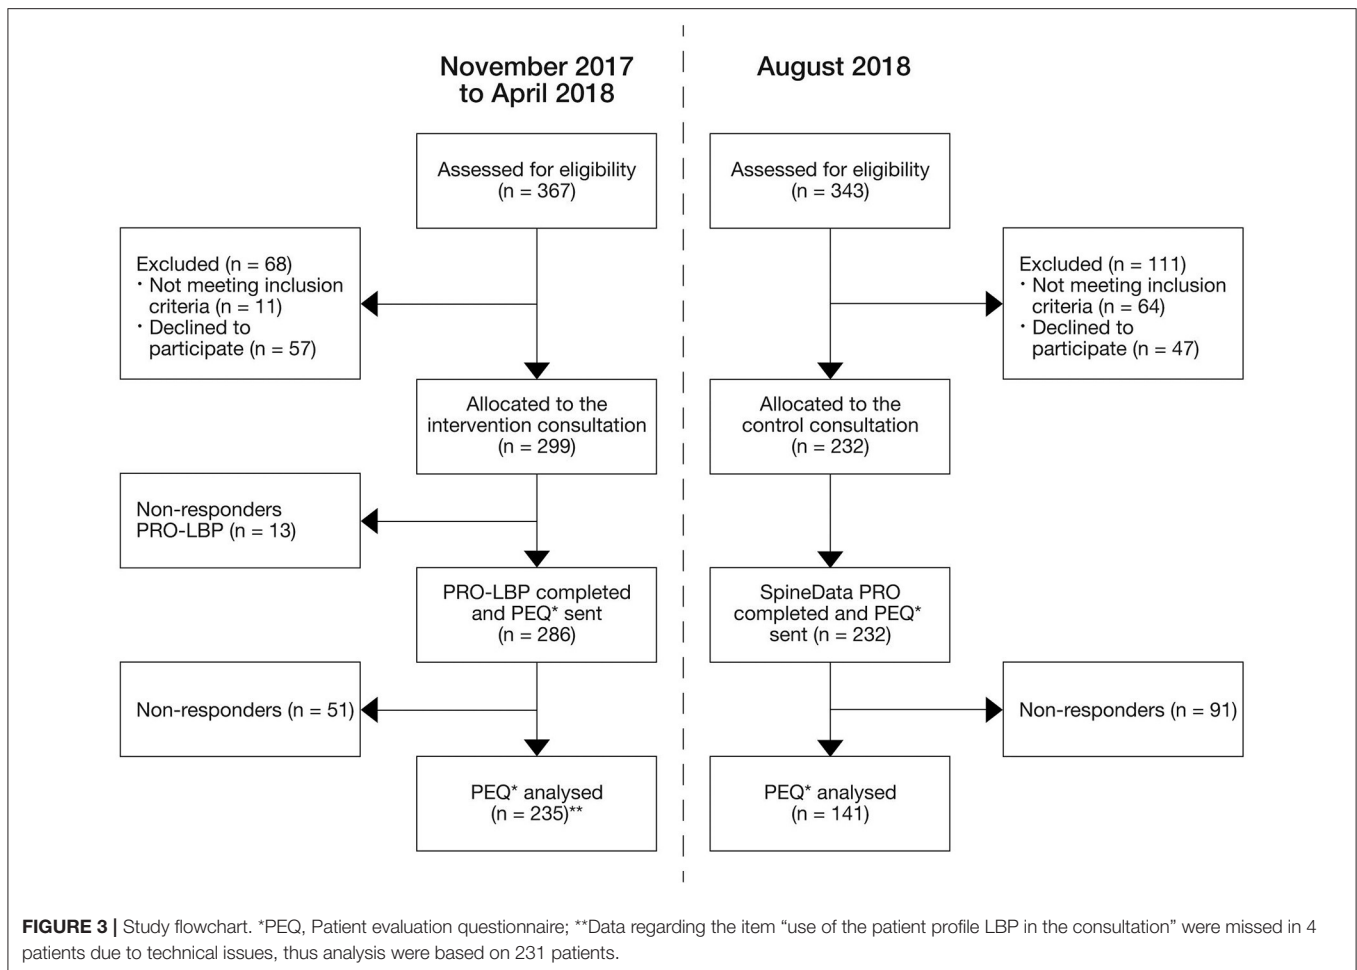 November 2017
to April 2018
Assessed for eligibility
(n = 367)
Excluded (n = 68)
· Not meeting inclusion
criteria (n = 11)
· Declined to
participate (n = 57)
Allocated to the
intervention consultation
(n = 299)
Non-responders
PRO-LBP (n = 13)
PRO-LBP completed
and PEQ* sent
(n = 286)
Non-responders (n = 51)
PEQ* analysed
(n = 235)**
August 2018
Assessed for eligibility
(n = 343)
Excluded (n = 111)
· Not meeting inclusion
criteria (n = 64)
· Declined to
participate (n = 47)
Allocated to the
control consultation
(n = 232)
SpineData PRO
completed and PEQ*
sent (n = 232)
Non-responders (n = 91)
PEQ* analysed
(n = 141)
FIGURE 3 | Study flowchart. *PEQ, Patient evaluation questionnaire; **Data regarding the item “use of the patient profile LBP in the consultation” were missed in 4
patients due to technical issues, thus analysis were based on 231 patients.